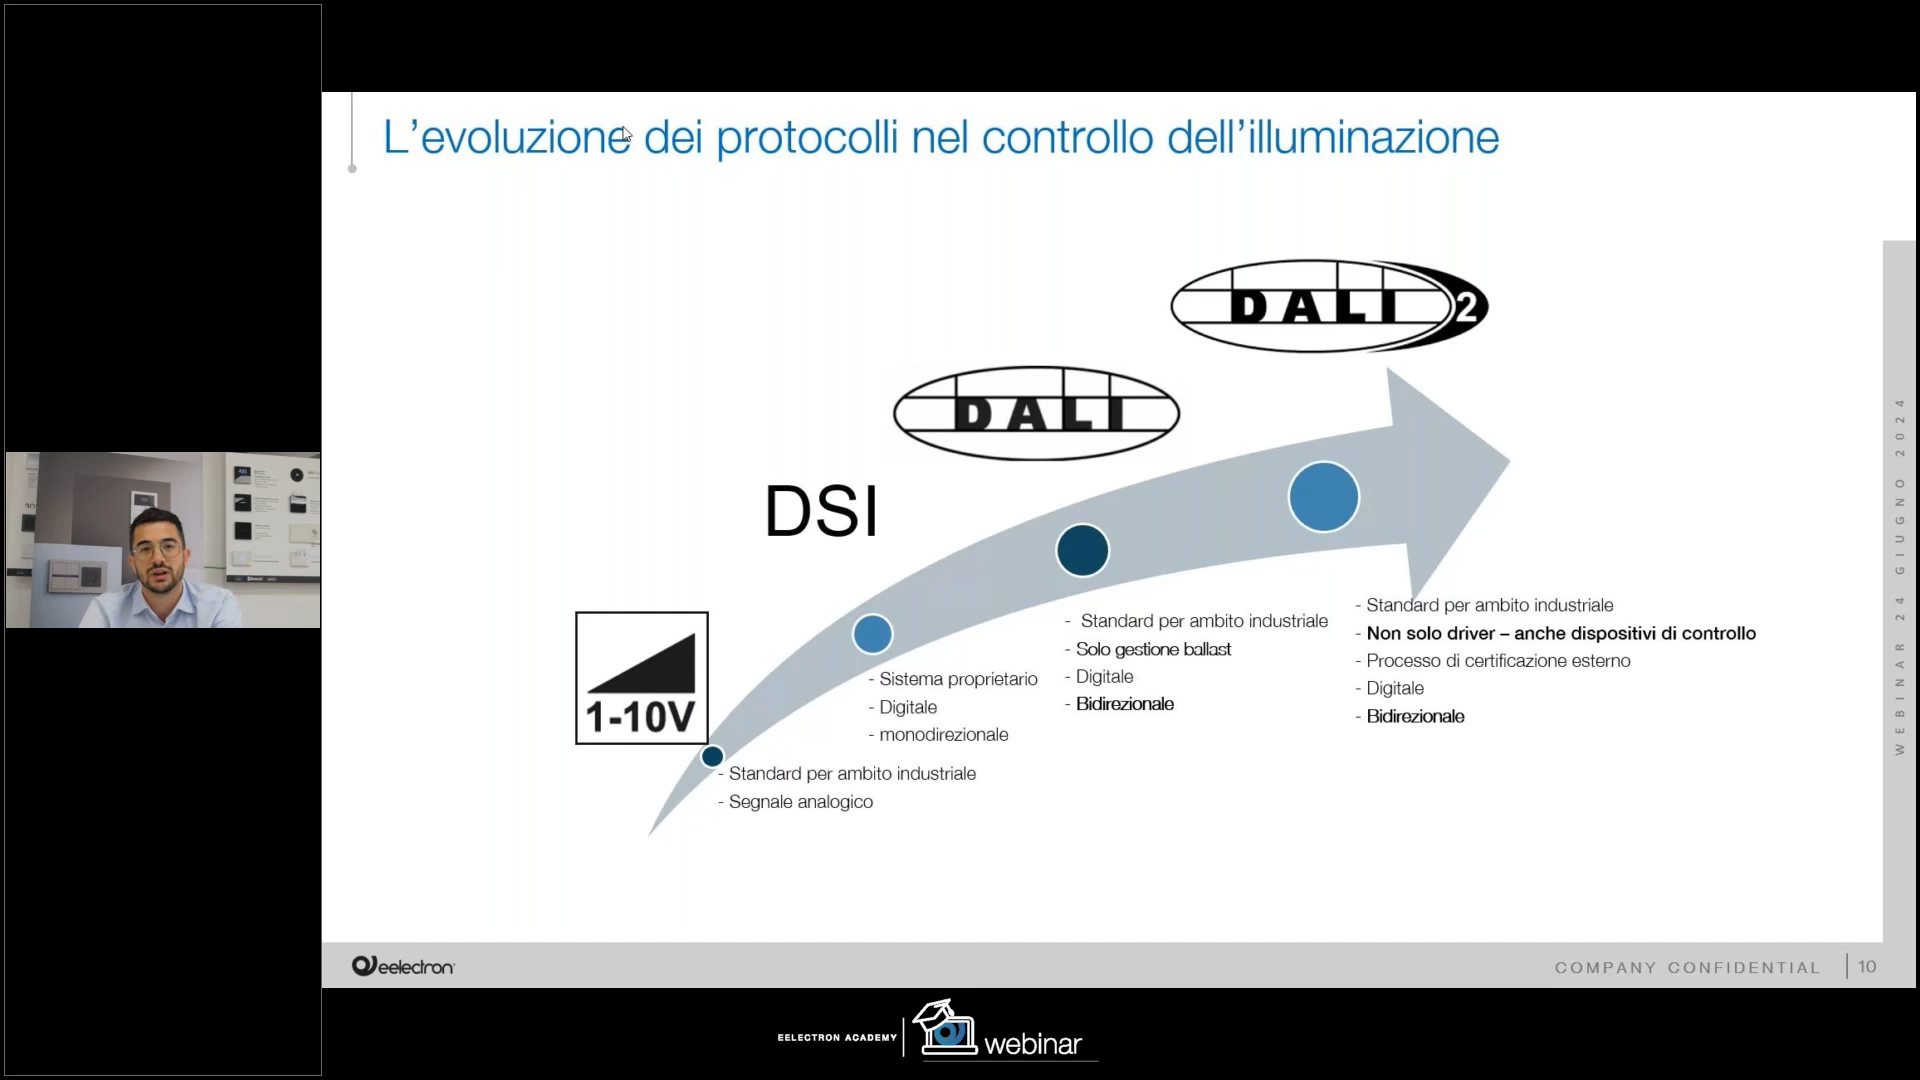 L'evoluzione dei protocolli nel controllo dell'illuminazione
DALI 2
DALI
DSI
1-10V
- Standard per ambito industriale
- Segnale analogico
- Sistema proprietario
- Digitale
- monodirezionale
- Standard per ambito industriale
- Solo gestione ballast
- Digitale
- Bidirezionale
- Standard per ambito industriale
- Non solo driver – anche dispositivi di controllo
- Processo di certificazione esterno
- Digitale
- Bidirezionale
WEBINAR 24 GIUGNO 2024
eelectron
COMPANY CONFIDENTIAL
10
EELECTRON ACADEMY
webinar